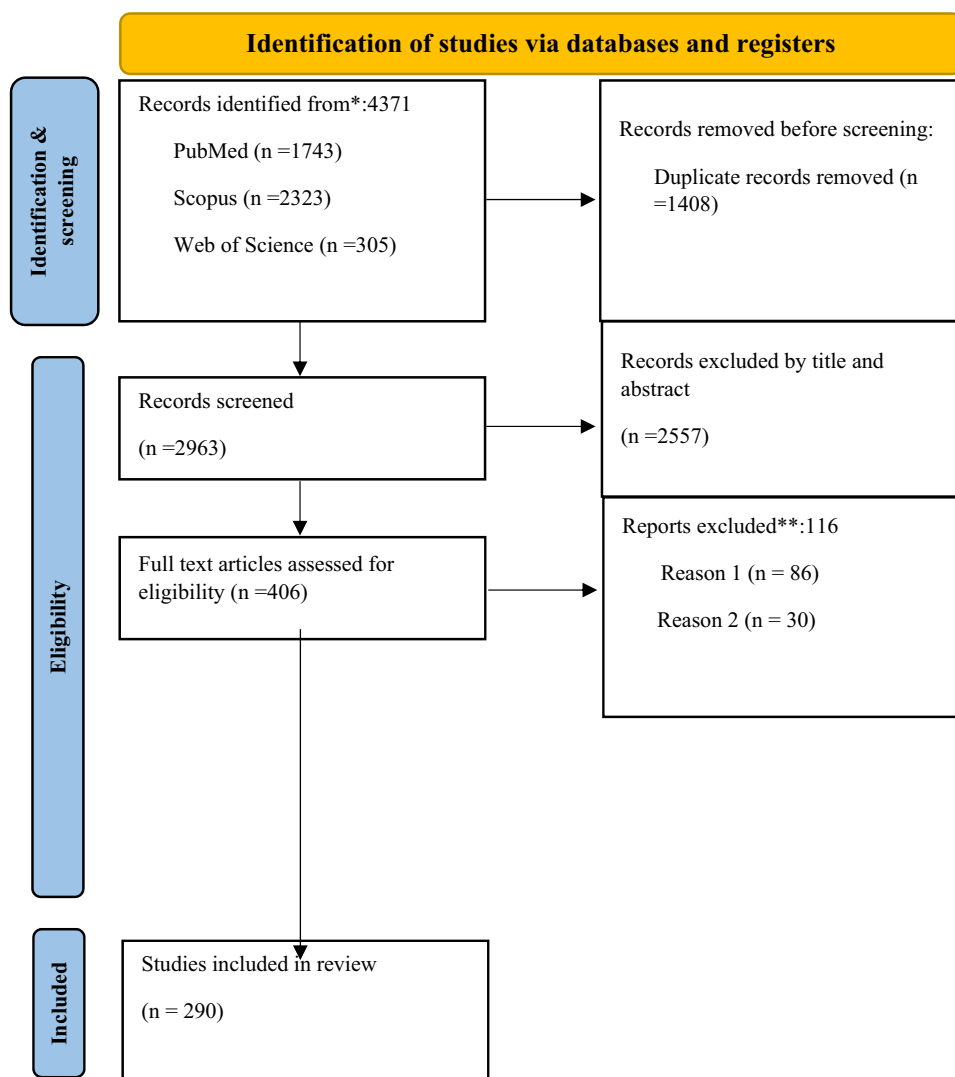 Identification of studies via databases and registers
Identification &
screening
Records identified from*:4371
PubMed (n =1743)
Scopus (n =2323)
Web of Science (n =305)
Records removed before screening:
Duplicate records removed (n
=1408)
Eligibility
Records screened
(n =2963)
Records excluded by title and
abstract
(n =2557)
Full text articles assessed for
eligibility (n =406)
Reports excluded**:116
Reason 1 (n = 86)
Reason 2 (n = 30)
Included
Studies included in review
(n = 290)